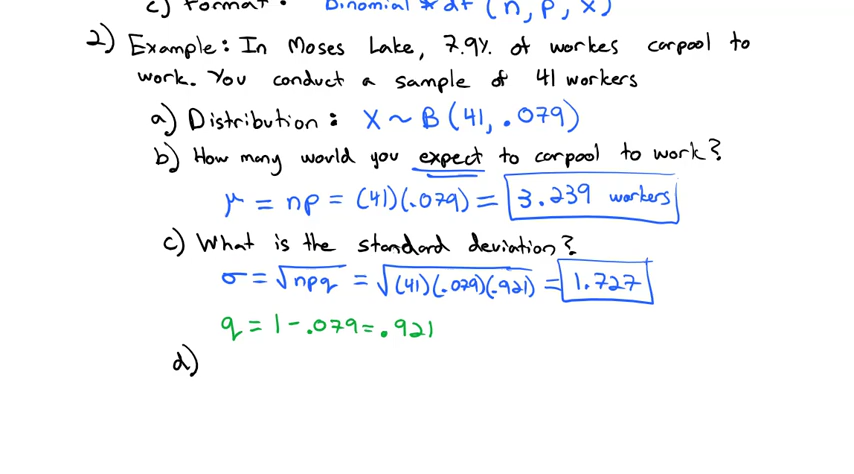 c) Format: Binomial * df (n, p, x)
2) Example: In Moses Lake, 7.9% of workes carpool to
work. You conduct a sample of 41 workers
a) Distribution: X ~ B (41, .079)
b) How many would you expect to carpool to work?
μ = np = (41)(.079) = 3.239 workers
c) What is the standard deviation?
σ = √npq = √(41)(.079)(.921) = 1.727
q = 1 - .079 = .921
d)